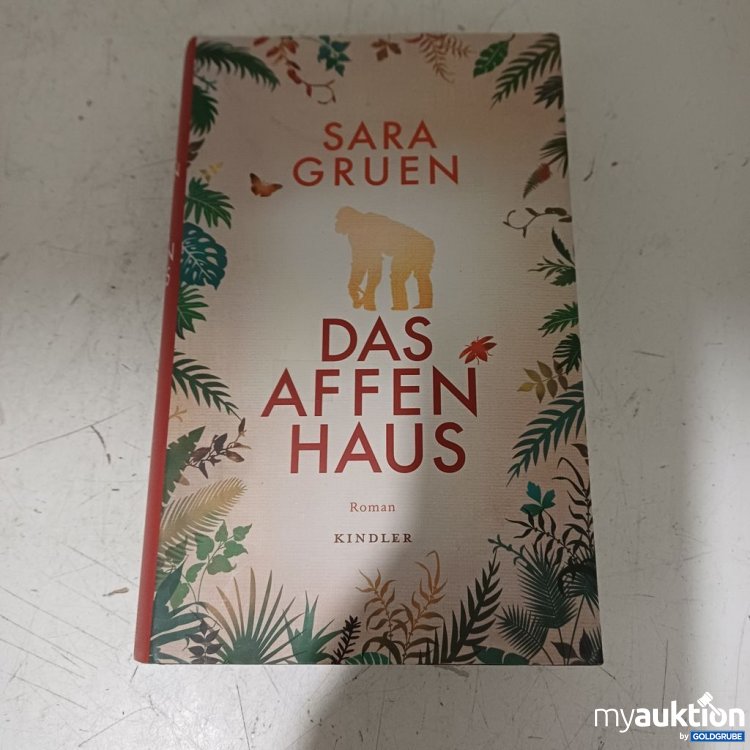 SARA
GRUEN
DAS
AFFEN
HAUS
Roman
KINDLER
myauktion
by GOLDGRUBE